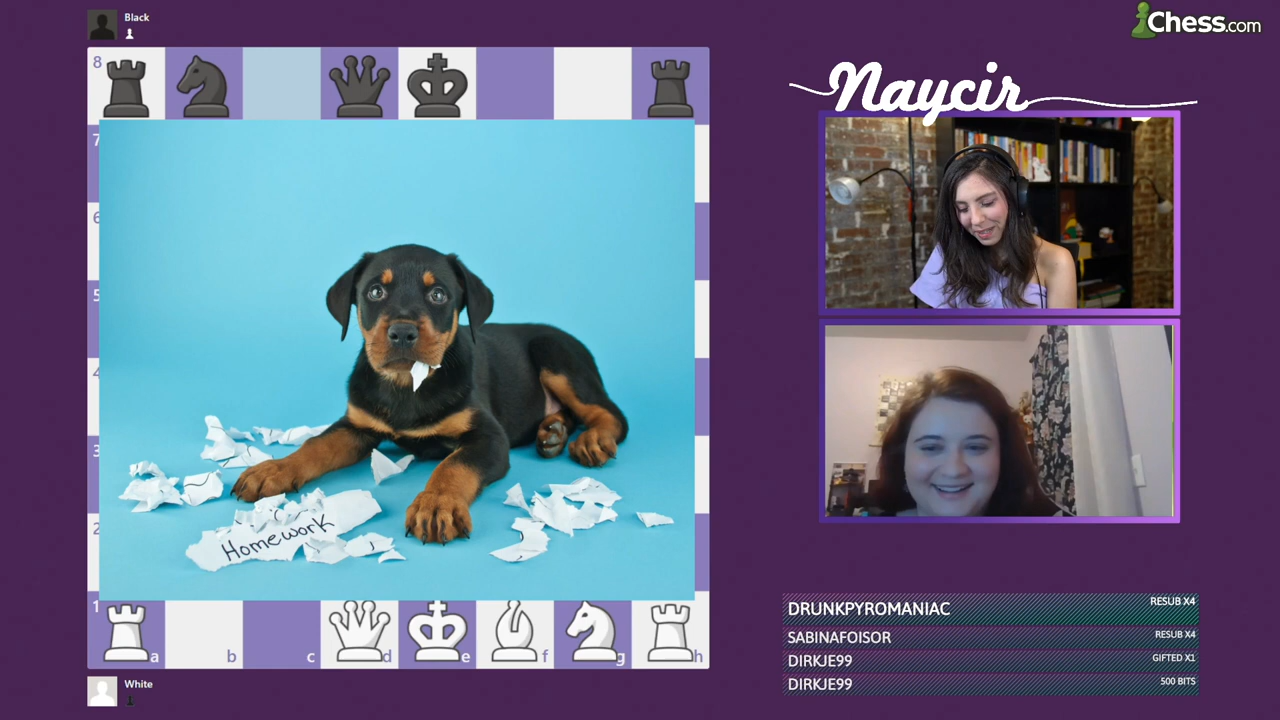 Black
8
7
6
5
4
3
2
1
a
b
c
d
e
f
g
h
White
Homework
Chess.com
Naycir
DRUNKPYROMANIAC RESUB X4
SABINAFOISOR RESUB X4
DIRKJE99 GIFTED X1
DIRKJE99 500 BITS